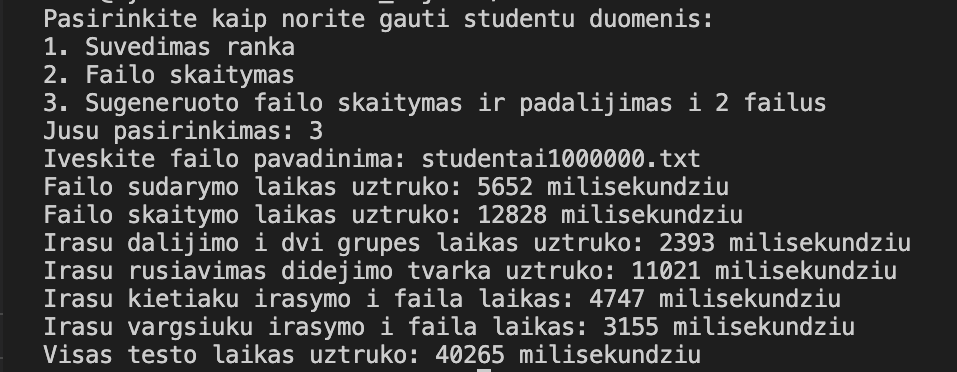 Pasirinkite kaip norite gauti studentu duomenis:
1. Suvedimas ranka
2. Failo skaitymas
3. Sugeneruoto failo skaitymas ir padalijimas i 2 failus
Jusu pasirinkimas: 3
Iveskite failo pavadinima: studentai1000000.txt
Failo sudarymo laikas uztruko: 5652 milisekundziu
Failo skaitymo laikas uztruko: 12828 milisekundziu
Irasu dalijimo i dvi grupes laikas uztruko: 2393 milisekundziu
Irasu rusiavimas didejimo tvarka uztruko: 11021 milisekundziu
Irasu kietiaku irasymo i faila laikas: 4747 milisekundziu
Irasu vargsiuku irasymo i faila laikas: 3155 milisekundziu
Visas testo laikas uztruko: 40265 milisekundziu